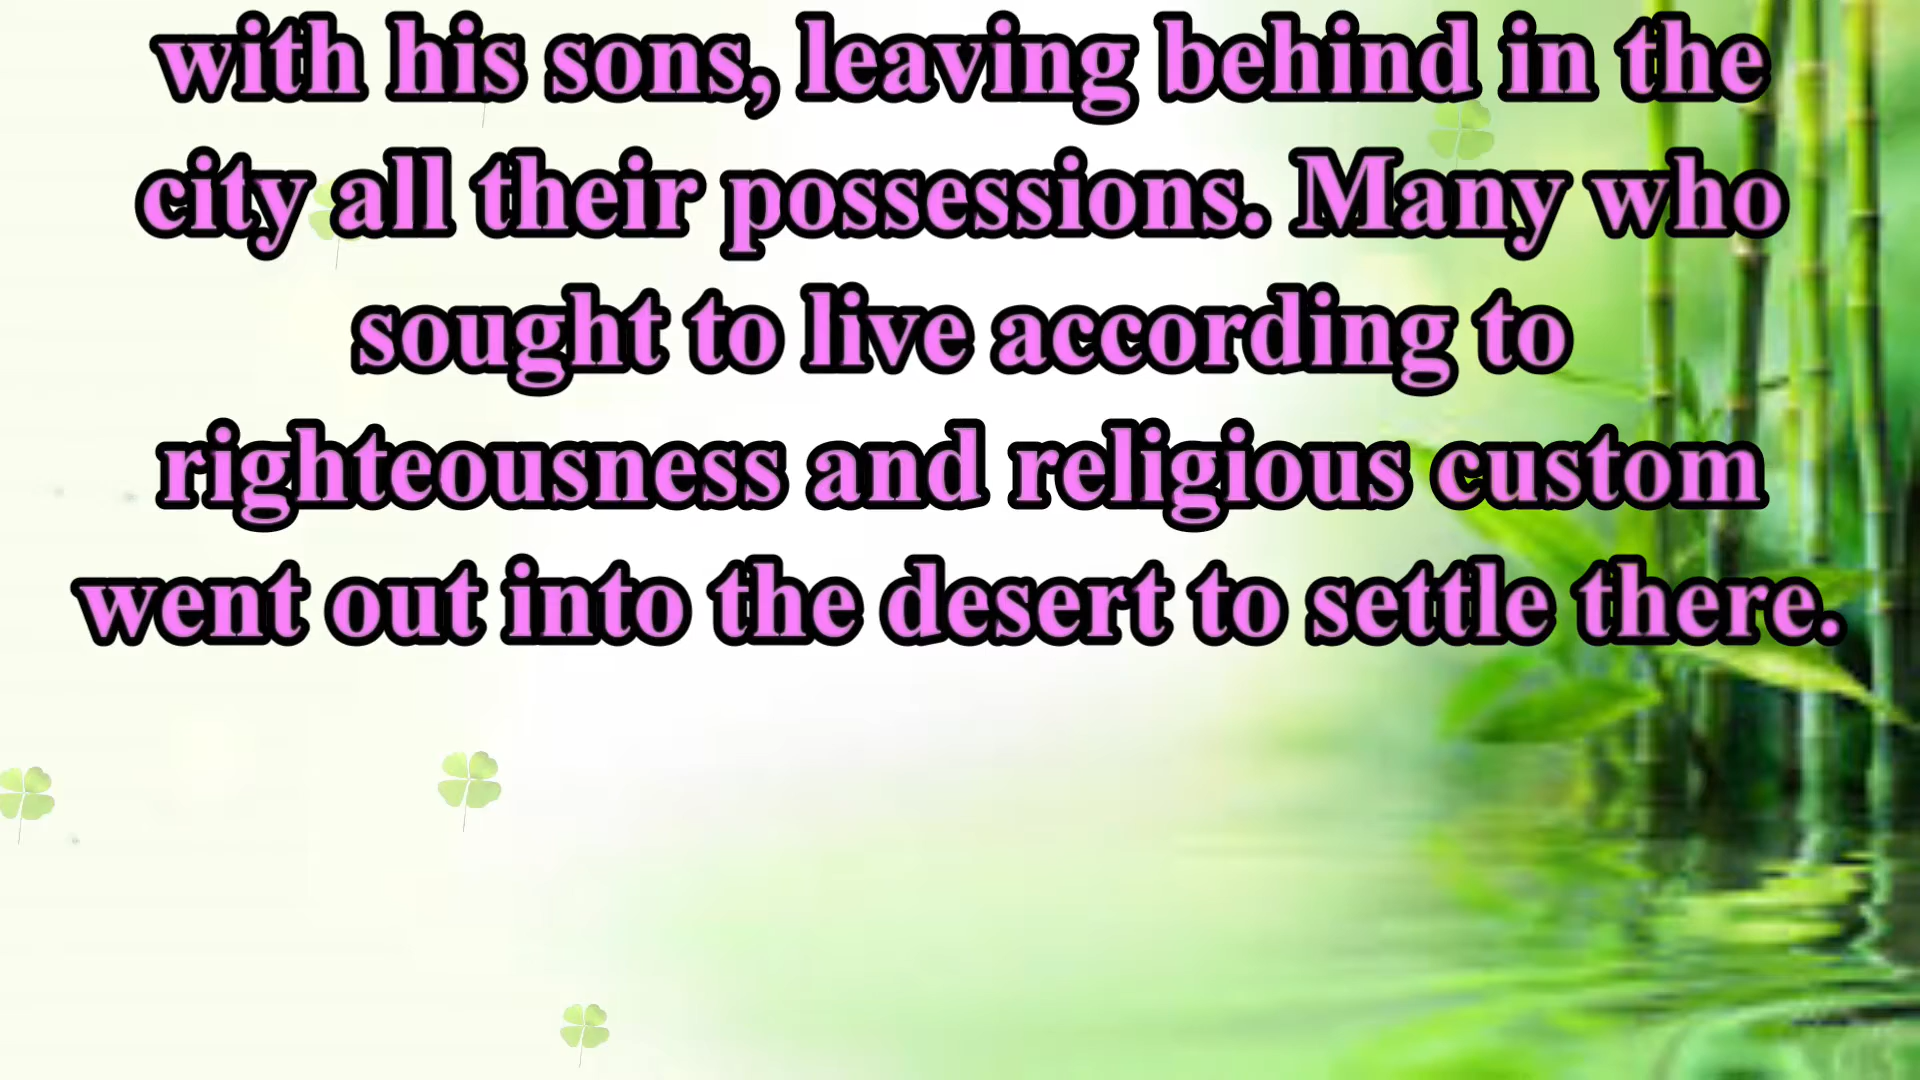 with his sons, leaving behind in the
city all their possessions. Many who
sought to live according to
righteousness and religious custom
went out into the desert to settle there.